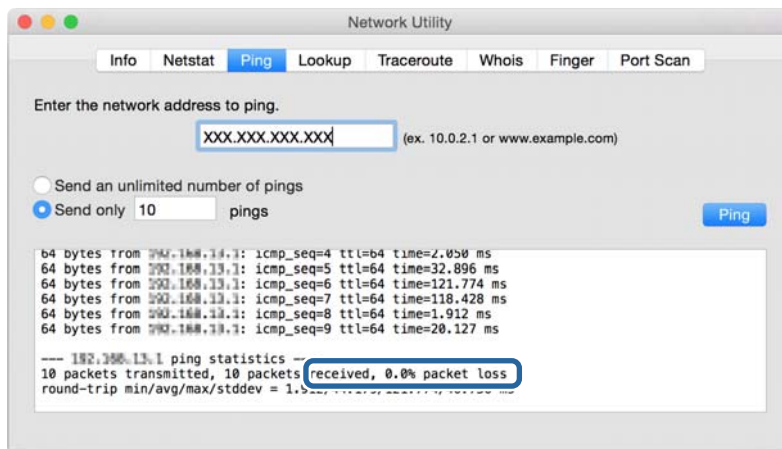 Network Utility
Info Netstat Ping Lookup Traceroute Whois Finger Port Scan
Enter the network address to ping.
XXX.XXX.XXX.XXX (ex. 10.0.2.1 or www.example.com)
Send an unlimited number of pings
Send only 10 pings
Ping
64 bytes from icmp_seq=4 ttl=64 time=2.050 ms
64 bytes from icmp_seq=5 ttl=64 time=32.896 ms
64 bytes from icmp_seq=6 ttl=64 time=121.774 ms
64 bytes from icmp_seq=7 ttl=64 time=118.428 ms
64 bytes from icmp_seq=8 ttl=64 time=1.912 ms
64 bytes from icmp_seq=9 ttl=64 time=20.127 ms
--- ping statistics --
10 packets transmitted, 10 packets received, 0.0% packet loss
round-trip min/avg/max/stddev =